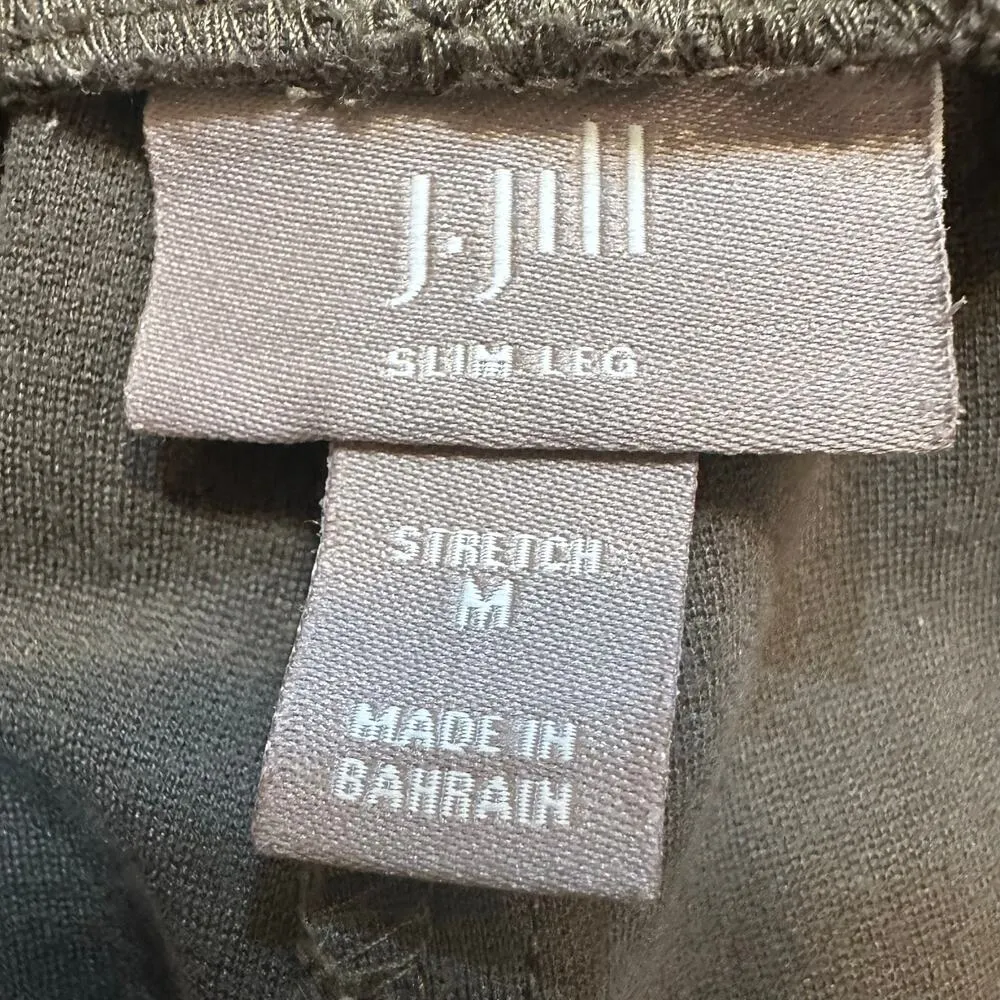 J.Jill
SLIM LEG
STRETCH
M
MADE IN
BAHRAIN